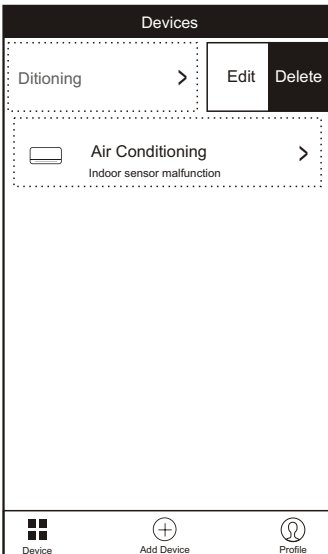 Devices
Ditioning > Edit Delete
Air Conditioning >
Indoor sensor malfunction
Device Add Device Profile